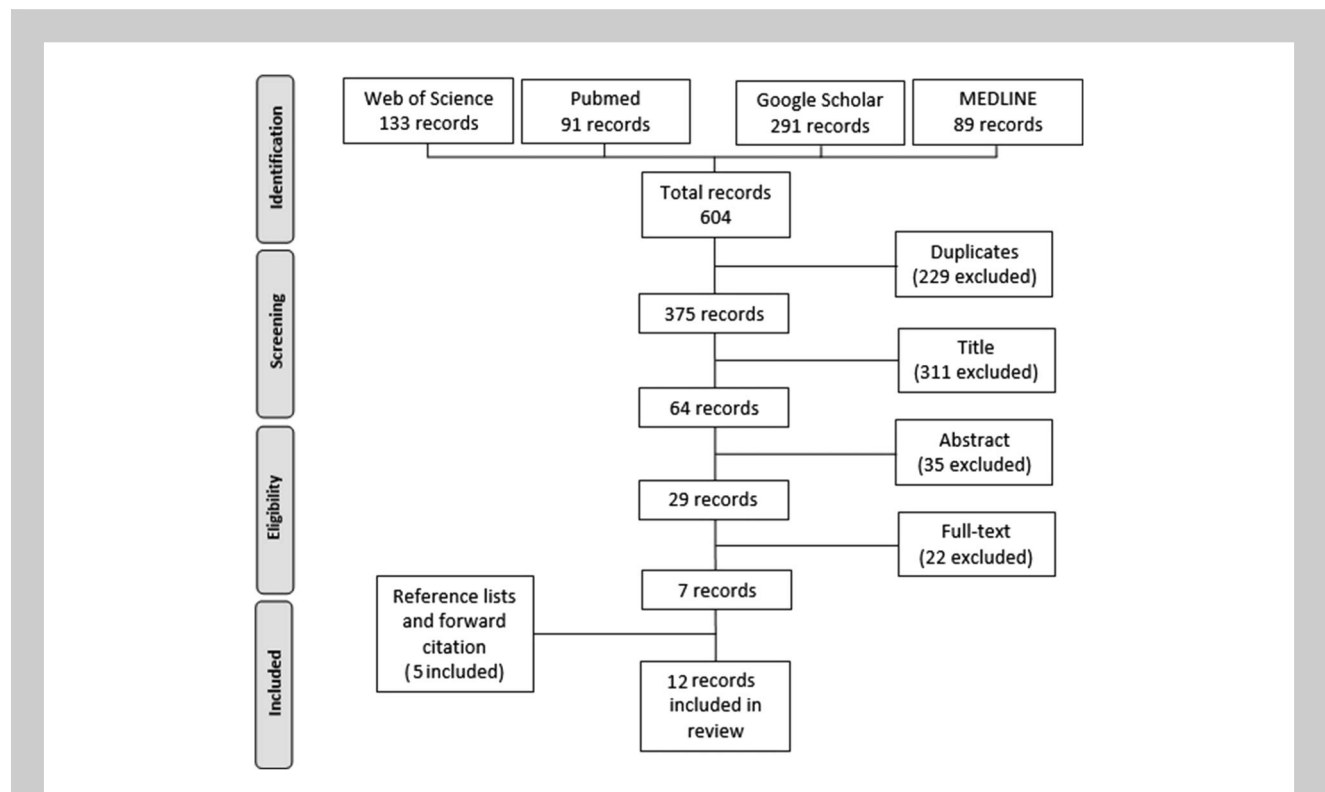 Identification
Web of Science
133 records
Pubmed
91 records
Google Scholar
291 records
MEDLINE
89 records
Total records
604
Duplicates
(229 excluded)
Screening
375 records
Title
(311 excluded)
64 records
Eligibility
Abstract
(35 excluded)
29 records
Full-text
(22 excluded)
7 records
Included
Reference lists
and forward
citation
(5 included)
12 records
included in
review